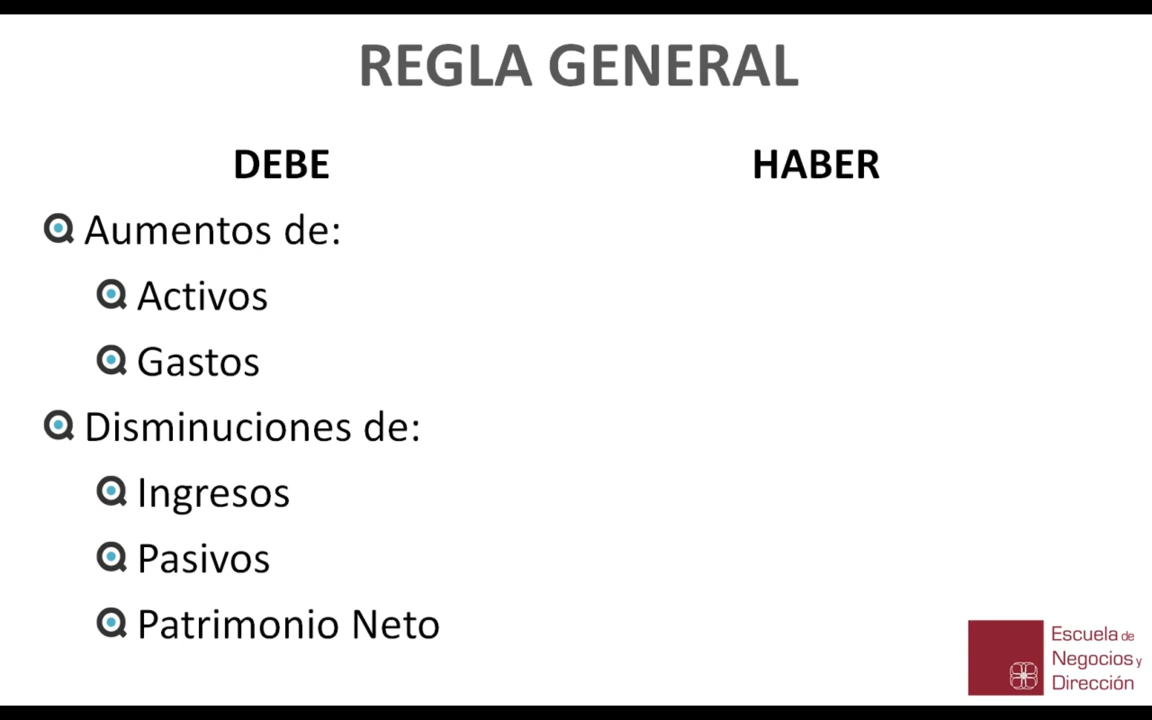 REGLA GENERAL
DEBE
Aumentos de:
Activos
Gastos
Disminuciones de:
Ingresos
Pasivos
Patrimonio Neto
HABER
Escuela de
Negocios y
Dirección